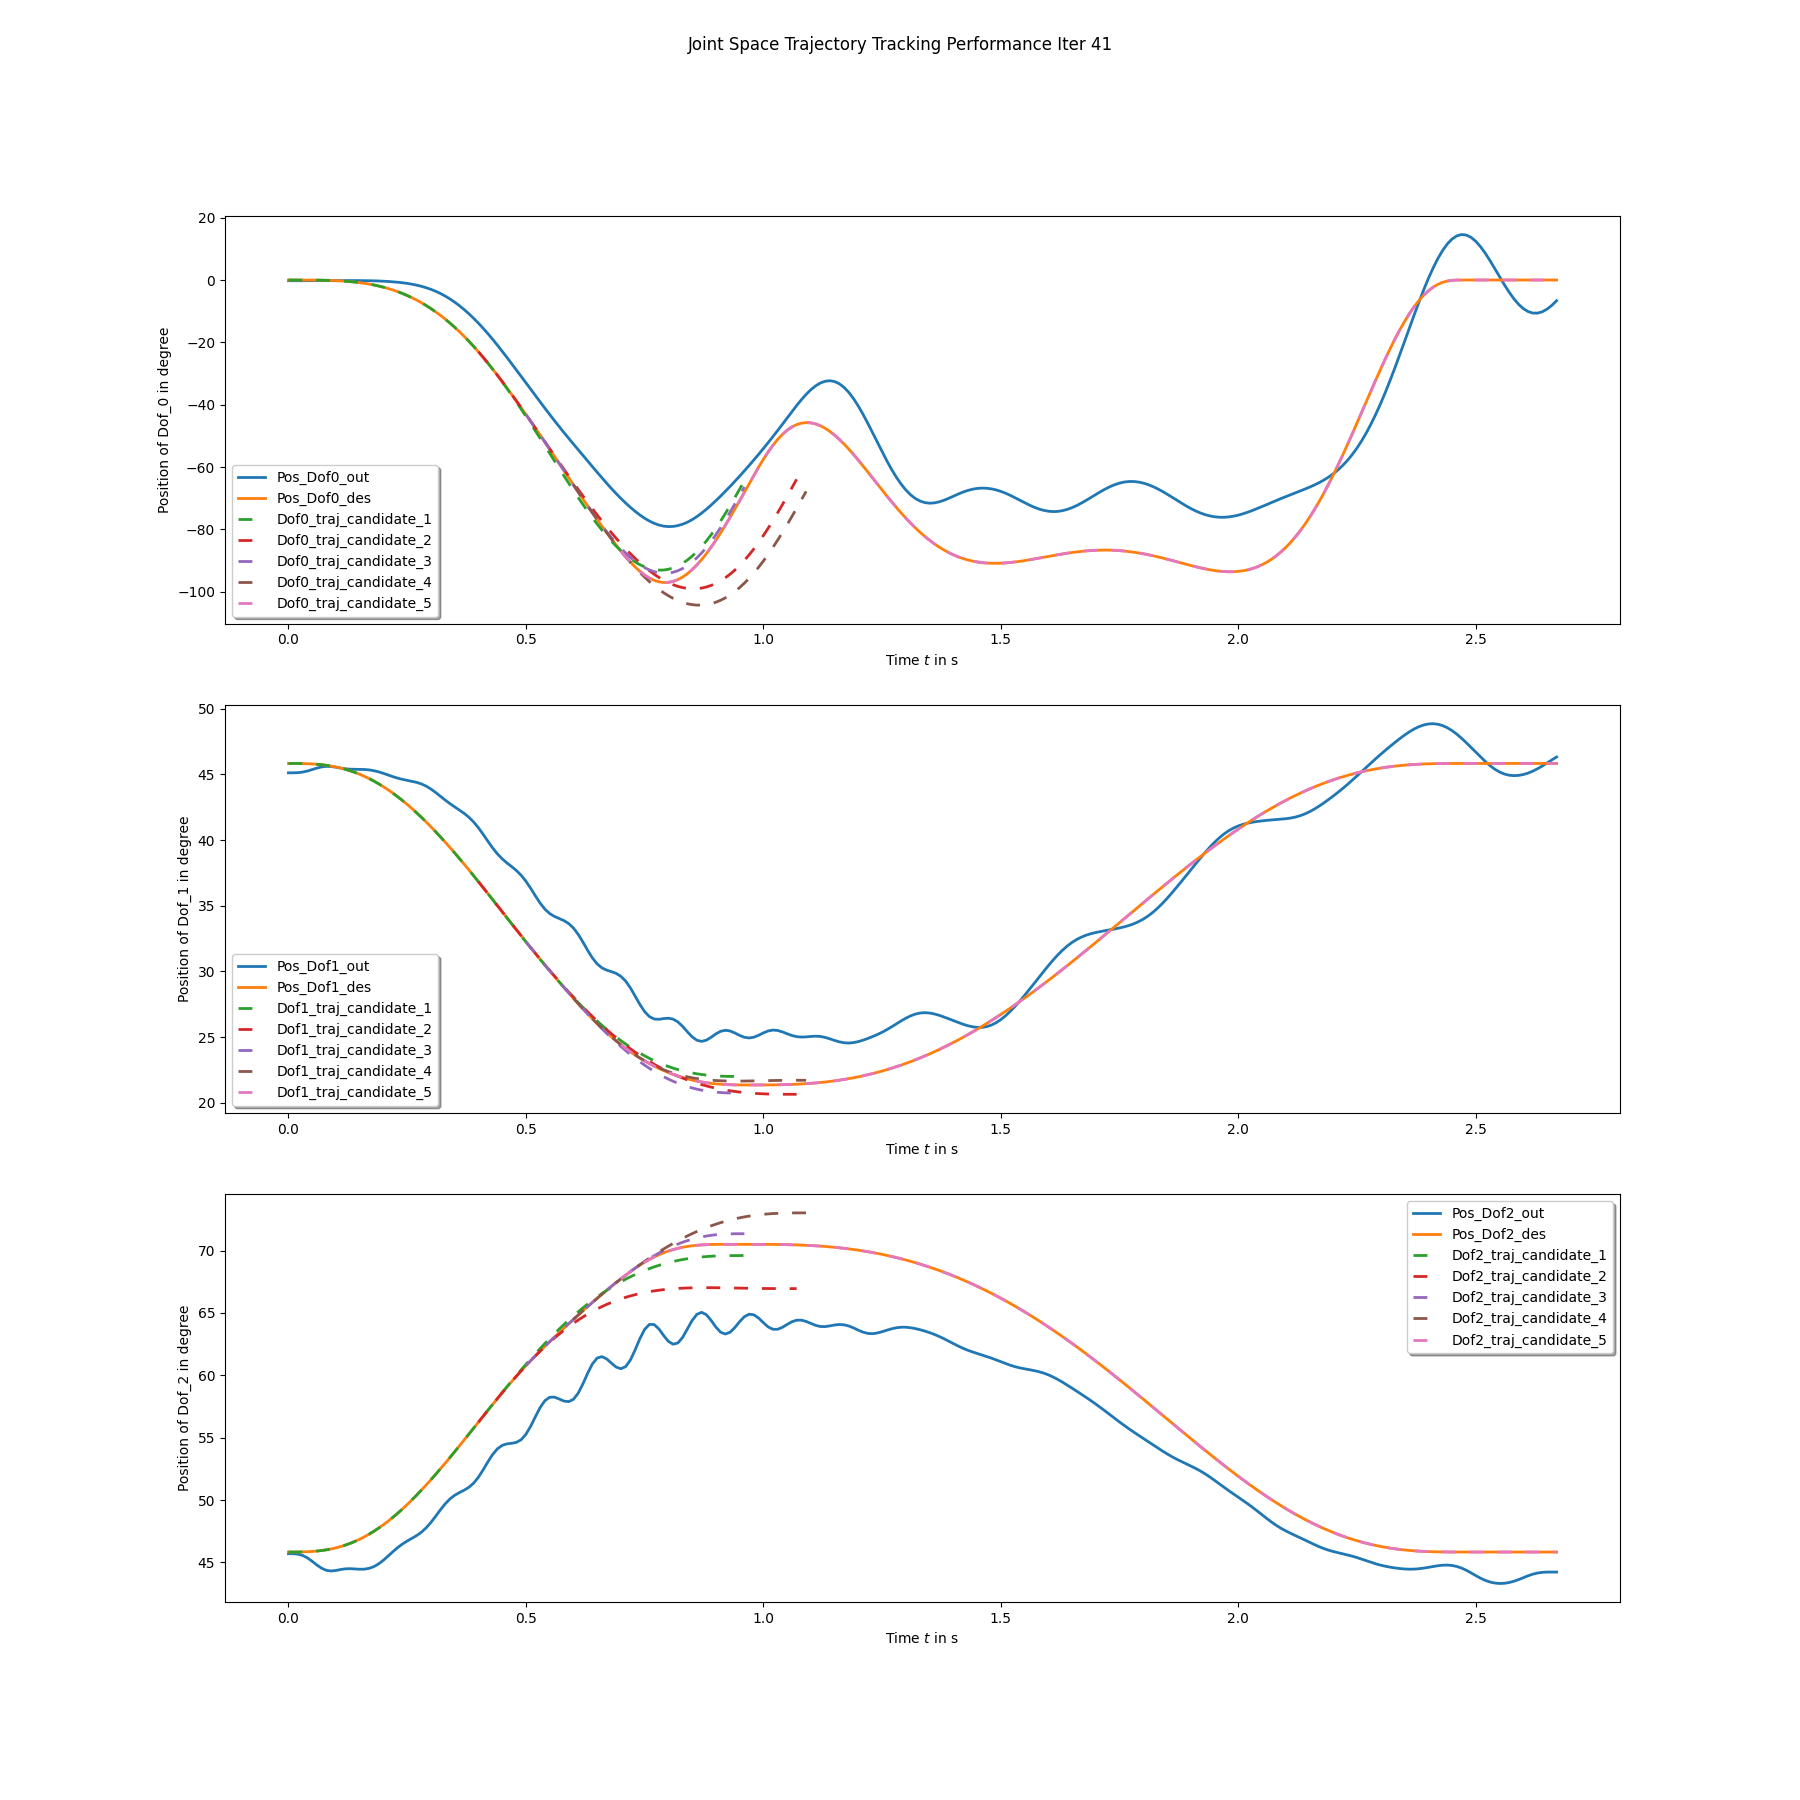 Joint Space Trajectory Tracking Performance Iter 41
20
0
−20
−40
−60
−80
−100
Position of Dof_0 in degree
Pos_Dof0_out
Pos_Dof0_des
Dof0_traj_candidate_1
Dof0_traj_candidate_2
Dof0_traj_candidate_3
Dof0_traj_candidate_4
Dof0_traj_candidate_5
0.0 0.5 1.0 1.5 2.0 2.5
Time t in s
50
45
40
35
30
25
20
Position of Dof_1 in degree
Pos_Dof1_out
Pos_Dof1_des
Dof1_traj_candidate_1
Dof1_traj_candidate_2
Dof1_traj_candidate_3
Dof1_traj_candidate_4
Dof1_traj_candidate_5
0.0 0.5 1.0 1.5 2.0 2.5
Time t in s
70
65
60
55
50
45
Position of Dof_2 in degree
Pos_Dof2_out
Pos_Dof2_des
Dof2_traj_candidate_1
Dof2_traj_candidate_2
Dof2_traj_candidate_3
Dof2_traj_candidate_4
Dof2_traj_candidate_5
0.0 0.5 1.0 1.5 2.0 2.5
Time t in s